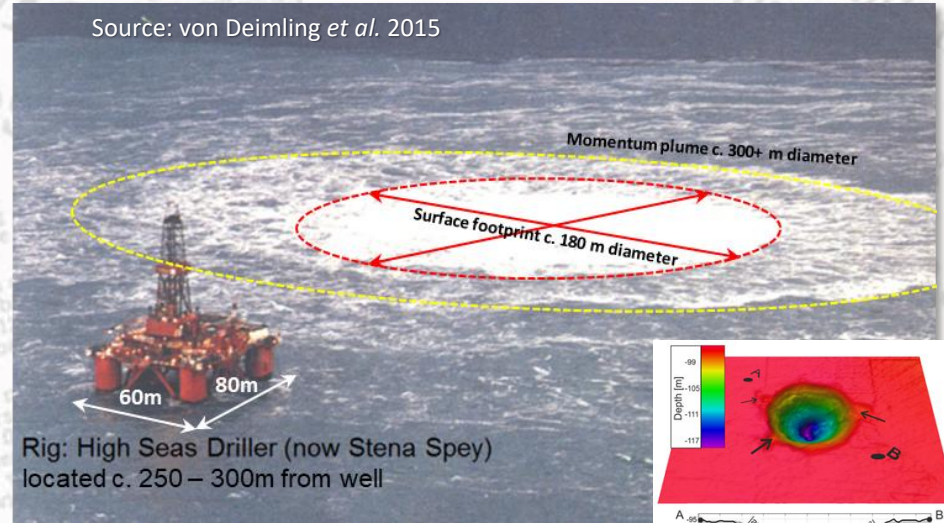 Source: von Deimling et al. 2015
Momentum plume c. 300+ m diameter
Surface footprint c. 180 m diameter
60m
80m
Rig: High Seas Driller (now Stena Spey)
located c. 250 – 300m from well
Depth [m]
-99
-105
-111
-117
A
B
A
-95
B